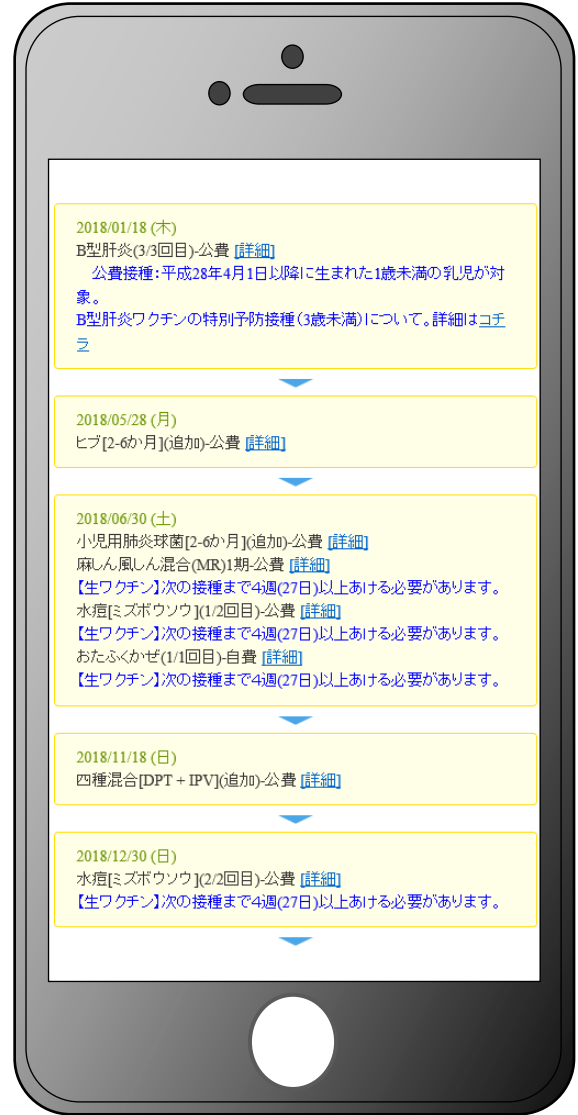 2018/01/18 (木)
B型肝炎(3/3回目)-公費 [詳細]
　公費接種：平成28年4月1日以降に生まれた1歳未満の乳児が対
象。
B型肝炎ワクチンの特別予防接種（3歳未満）について。詳細はコチ
ラ
2018/05/28 (月)
ヒブ[2-6か月](追加)-公費 [詳細]
2018/06/30 (土)
小児用肺炎球菌[2-6か月](追加)-公費 [詳細]
麻しん風しん混合(MR)1期-公費 [詳細]
【生ワクチン】次の接種まで4週(27日)以上あける必要があります。
水痘[ミズボウソウ](1/2回目)-公費 [詳細]
【生ワクチン】次の接種まで4週(27日)以上あける必要があります。
おたふくかぜ(1/1回目)-自費 [詳細]
【生ワクチン】次の接種まで4週(27日)以上あける必要があります。
2018/11/18 (日)
四種混合[DPT + IPV](追加)-公費 [詳細]
2018/12/30 (日)
水痘[ミズボウソウ](2/2回目)-公費 [詳細]
【生ワクチン】次の接種まで4週(27日)以上あける必要があります。